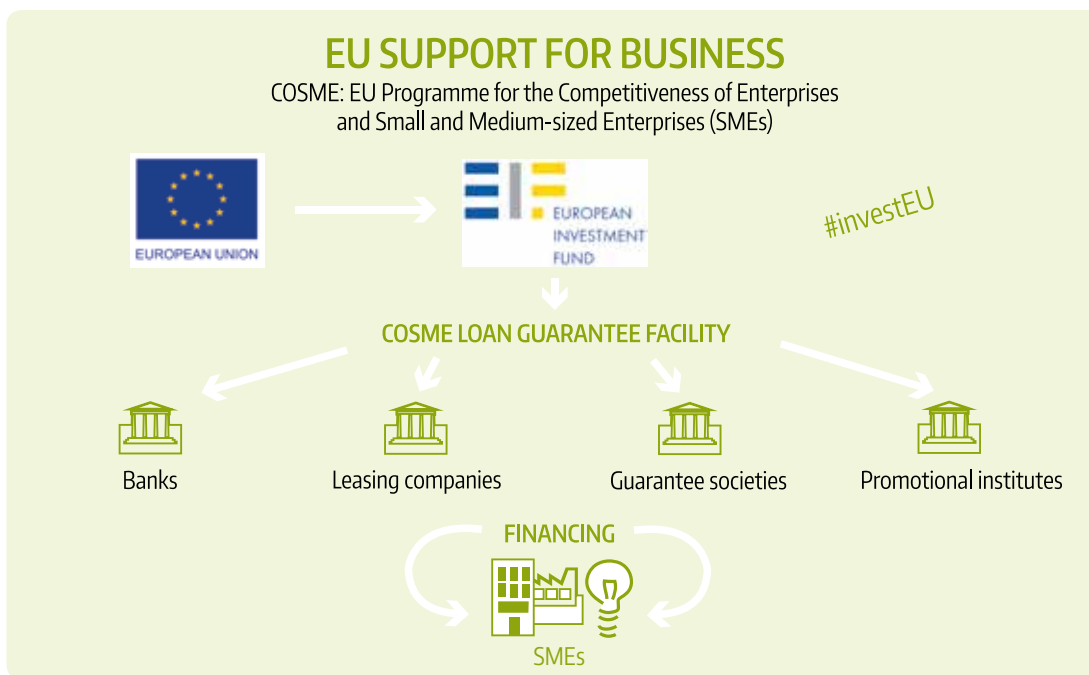 EU SUPPORT FOR BUSINESS
COSME: EU Programme for the Competitiveness of Enterprises
and Small and Medium-sized Enterprises (SMEs)
EUROPEAN UNION
EUROPEAN
INVESTMENT
FUND
#investEU
COSME LOAN GUARANTEE FACILITY
Banks
Leasing companies
Guarantee societies
Promotional institutes
FINANCING
SMEs